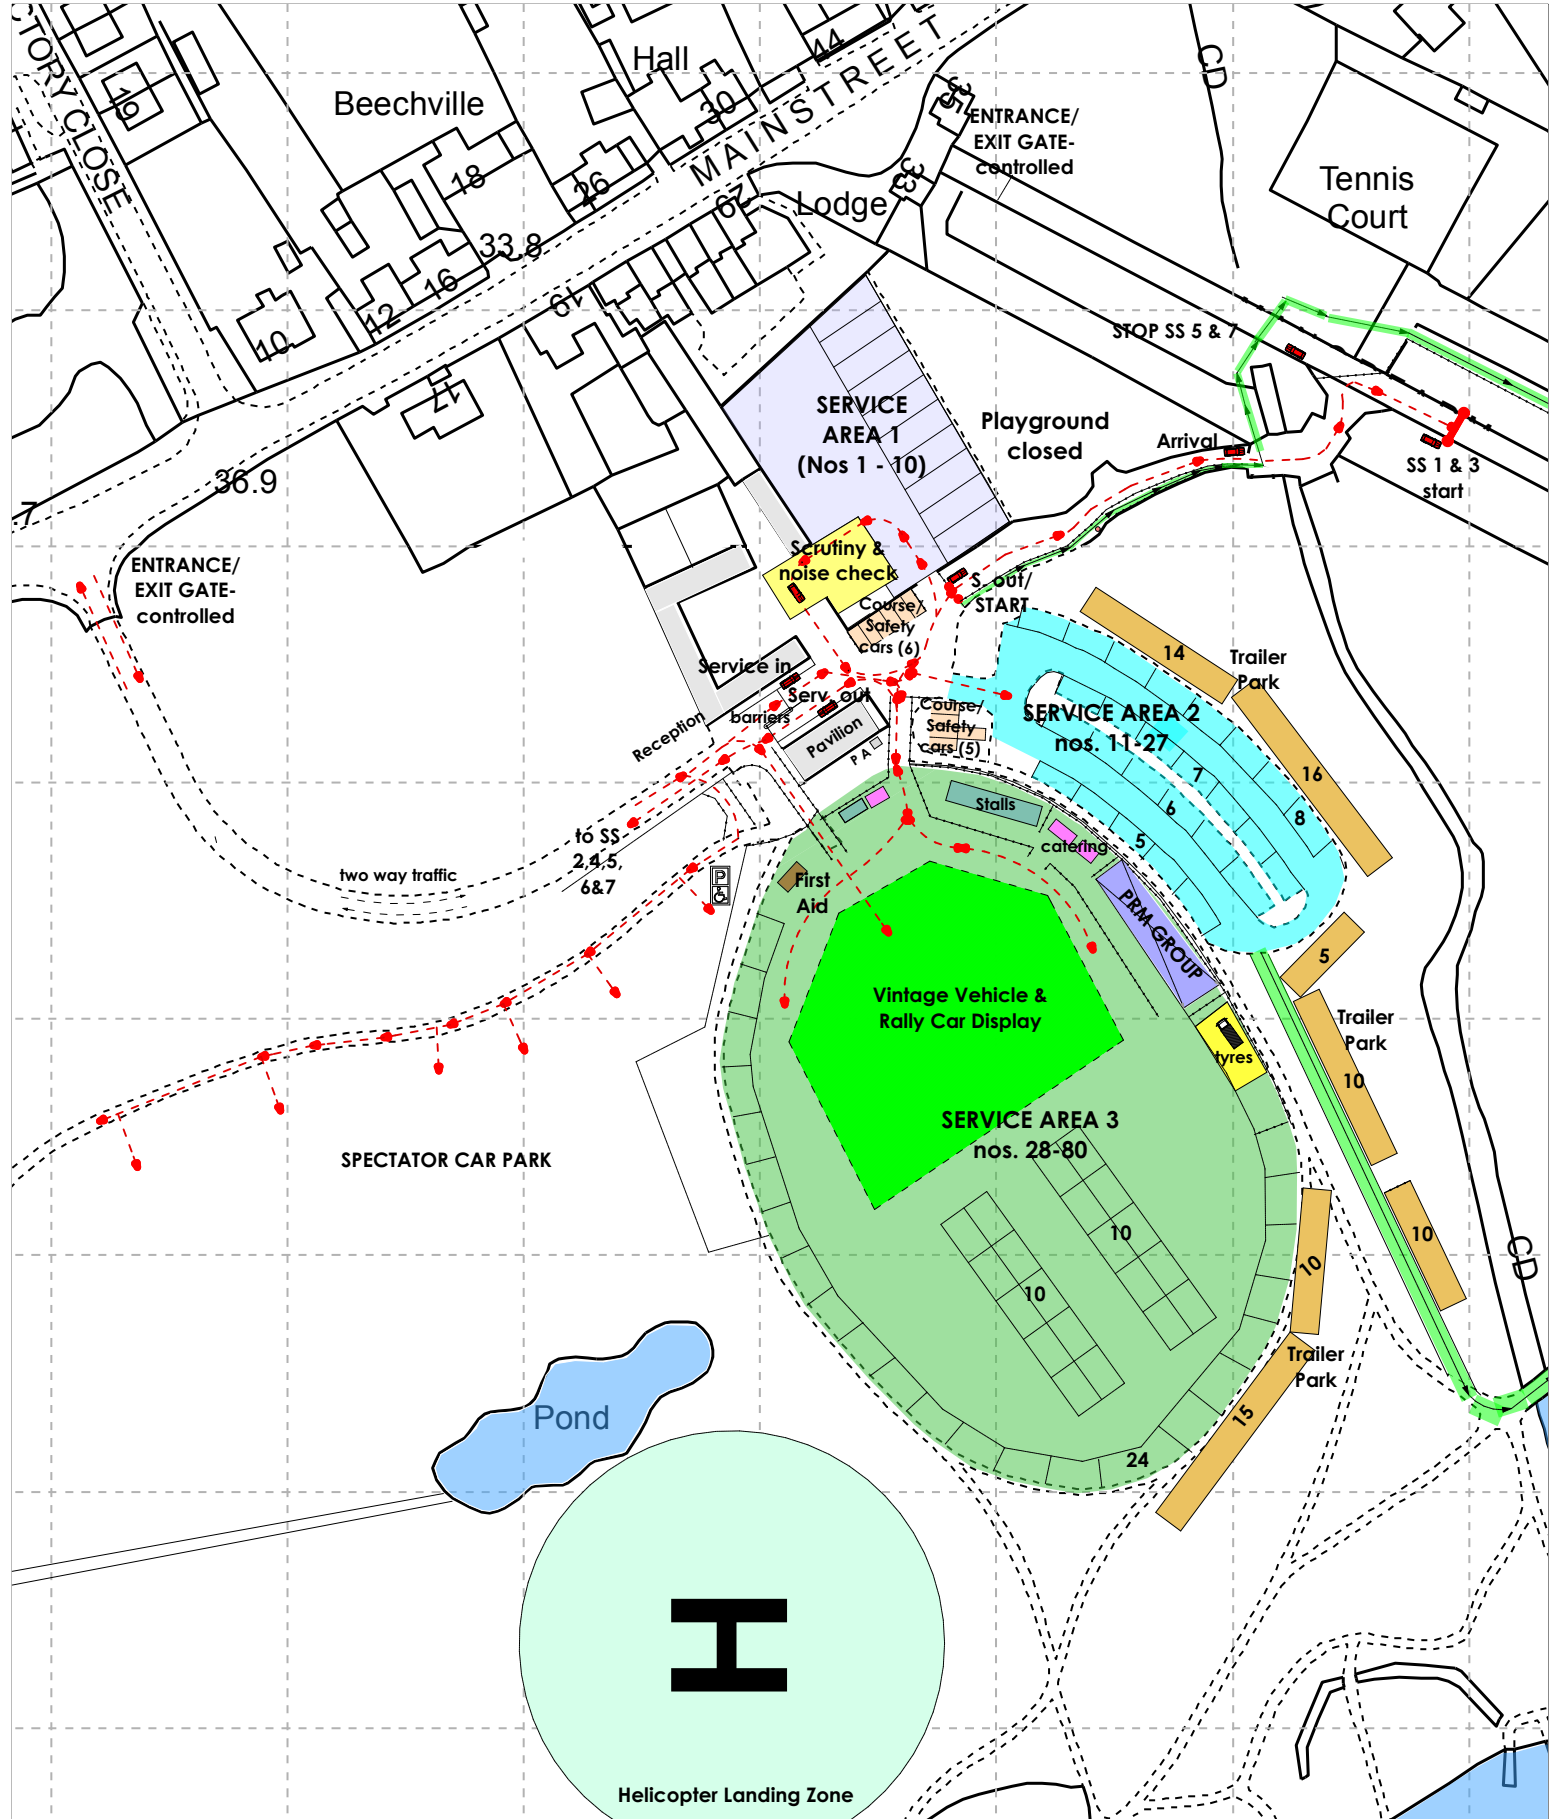 CTORY CLOSE
19
Beechville
Hall
44
30
MAIN STREET
35
ENTRANCE/
EXIT GATE-
controlled
CD
Tennis
Court
18
26
29
Lodge
33
33.8
16
12
10
19
17
STOP SS 5 & 7
SERVICE
AREA 1
(Nos 1 - 10)
Playground
closed
Arrival
SS 1 & 3
start
36.9
.7
ENTRANCE/
EXIT GATE-
controlled
Scrutiny &
noise check
S. out/
START
Course/
Safety
cars (6)
14
Trailer
Park
Service in
Serv. out
barriers
Reception
Pavilion
P A
Course/
Safety
cars (5)
SERVICE AREA 2
nos. 11-27
16
7
6
8
5
Stalls
catering
to SS
2,4,5,
6&7
two way traffic
P
First
Aid
PRM GROUP
5
Vintage Vehicle &
Rally Car Display
Trailer
Park
tyres
10
SERVICE AREA 3
nos. 28-80
SPECTATOR CAR PARK
10
10
10
10
CD
Trailer
Park
Pond
15
24
H
Helicopter Landing Zone